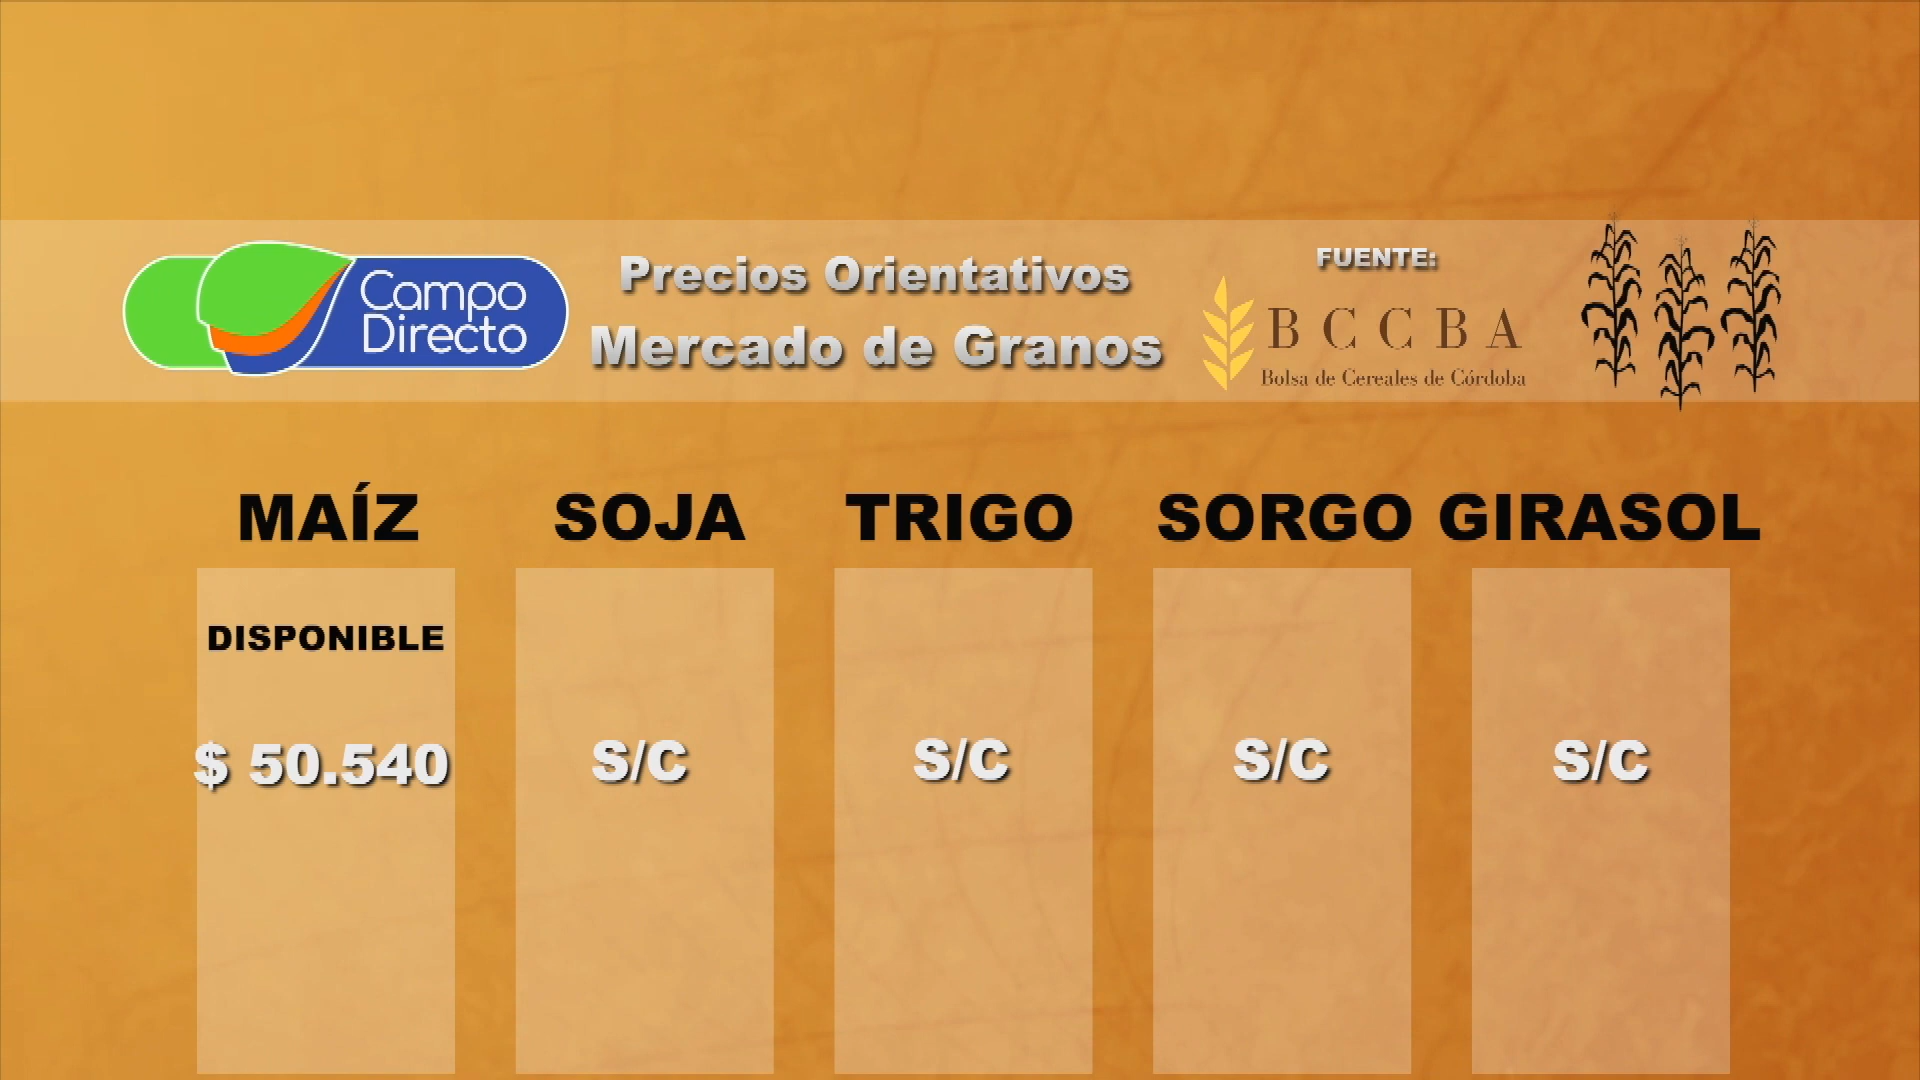 Campo
Directo
Precios Orientativos
Mercado de Granos
FUENTE:
BCCBA
Bolsa de Cereales de Córdoba
MAÍZ SOJA TRIGO SORGO GIRASOL
DISPONIBLE
$ 50.540 S/C S/C S/C S/C